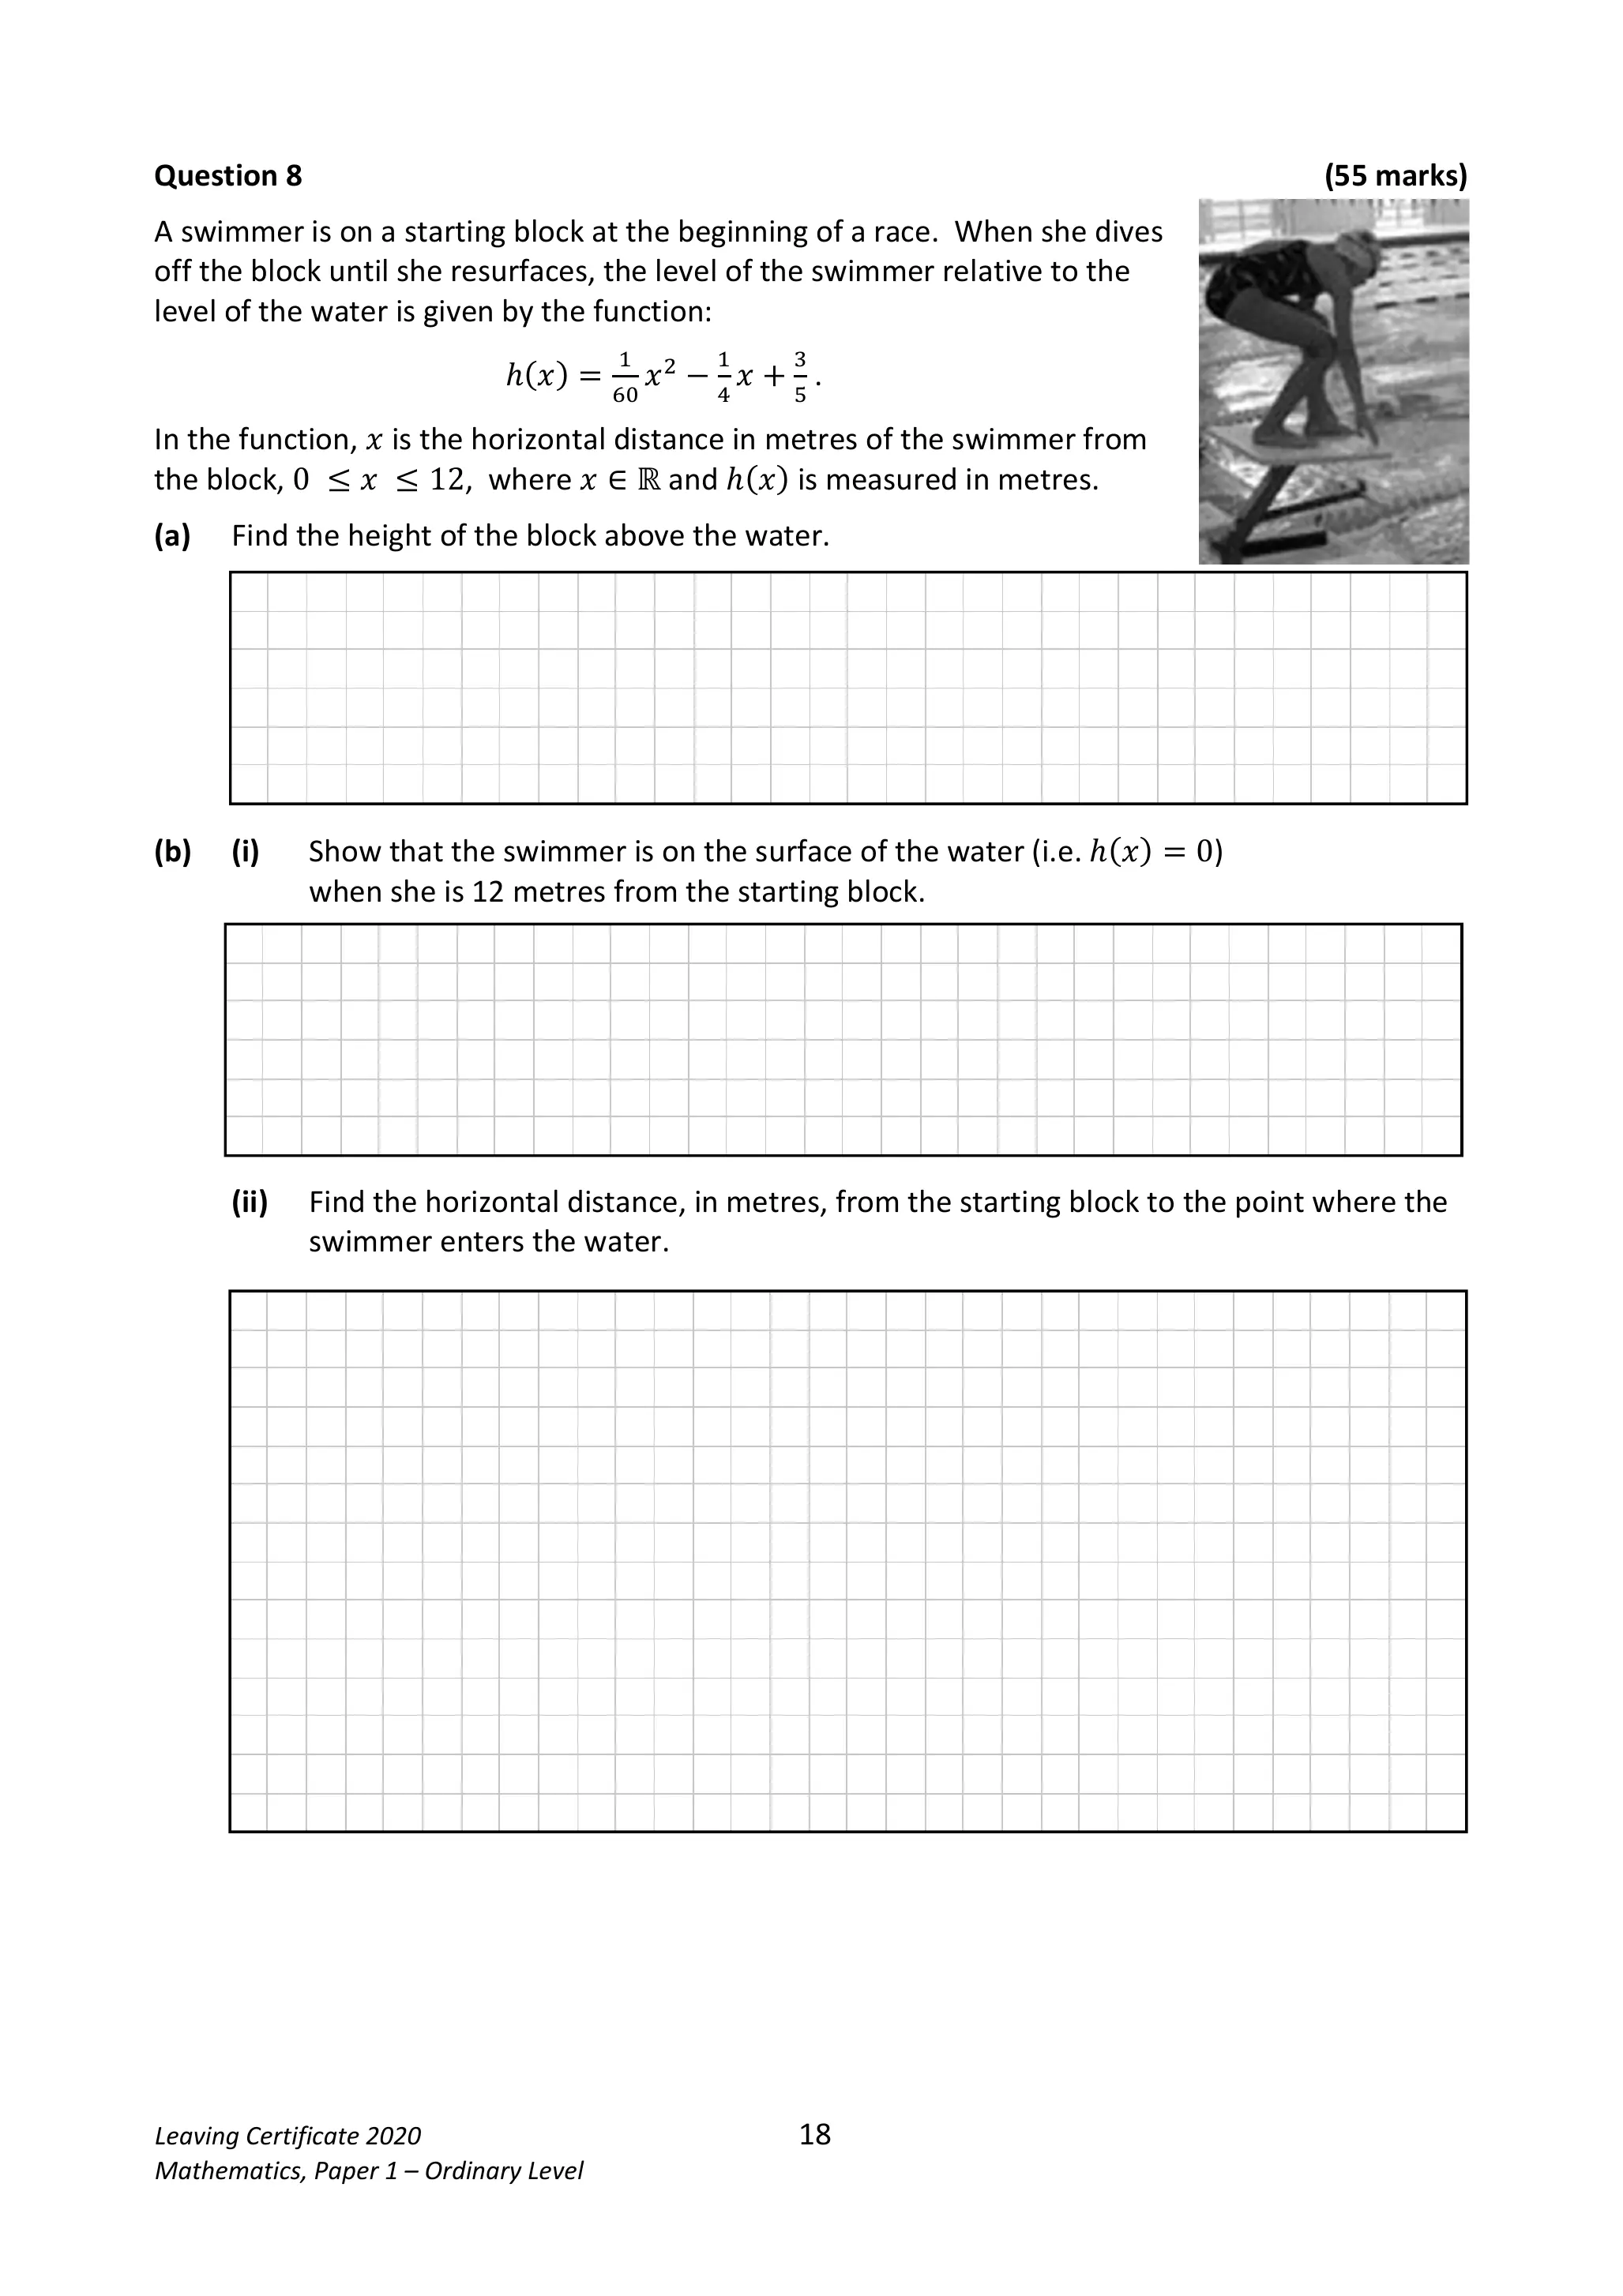 Question 8 (55 marks)
A swimmer is on a starting block at the beginning of a race. When she dives
off the block until she resurfaces, the level of the swimmer relative to the
level of the water is given by the function:
h(x) = 1/60 x² − 1/4 x + 3/5 .
In the function, x is the horizontal distance in metres of the swimmer from
the block, 0 ≤ x ≤ 12, where x ∈ ℝ and h(x) is measured in metres.
(a) Find the height of the block above the water.
(b) (i) Show that the swimmer is on the surface of the water (i.e. h(x) = 0)
when she is 12 metres from the starting block.
(ii) Find the horizontal distance, in metres, from the starting block to the point where the
swimmer enters the water.
Leaving Certificate 2020 18
Mathematics, Paper 1 – Ordinary Level